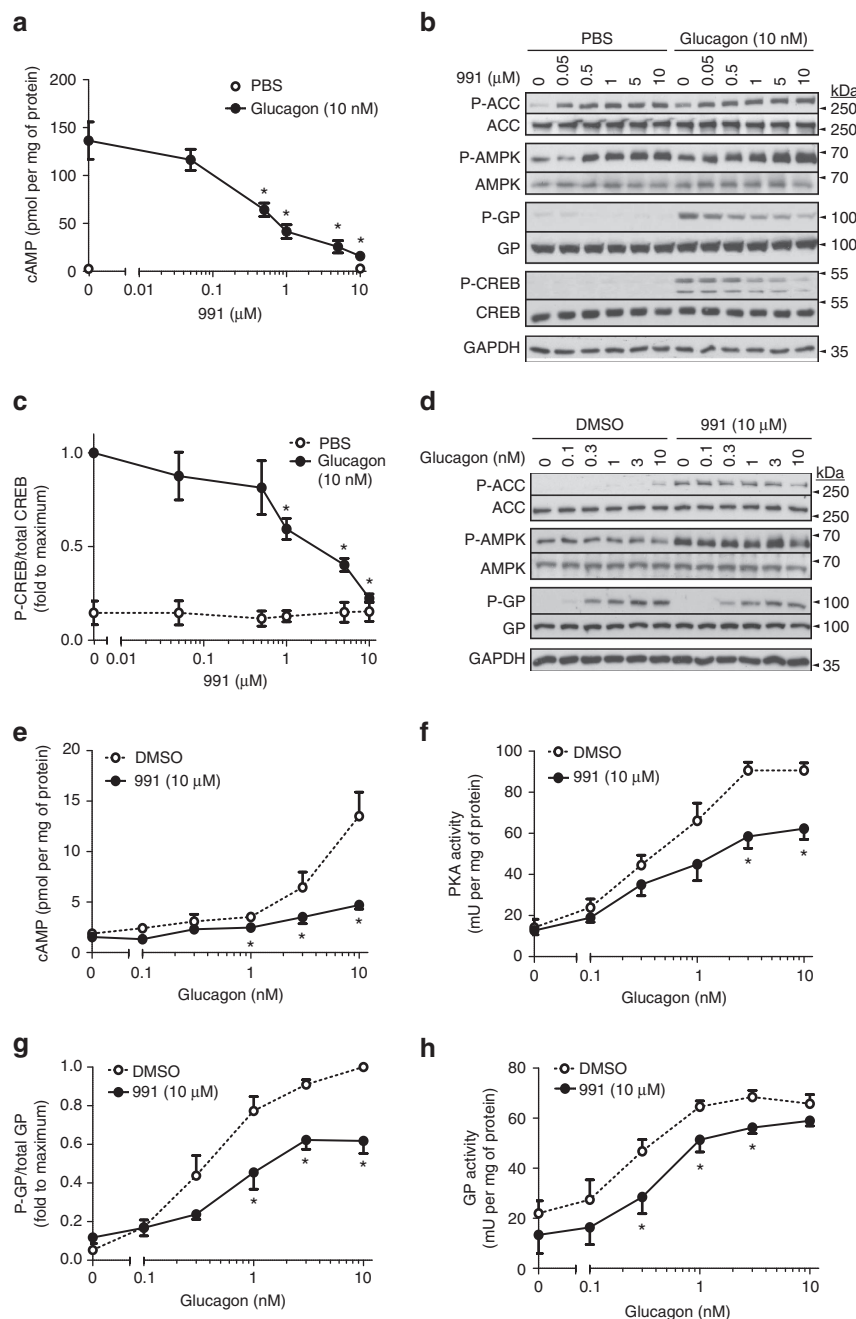 a
200
150
100
50
0
cAMP (pmol per mg of protein)
PBS
Glucagon (10 nM)
*
*
*
*
0
0.01
0.1
1
10
991 (μM)
b
PBS
Glucagon (10 nM)
991 (μM)
0
0.05
0.5
1
5
10
0
0.05
0.5
1
5
10
kDa
P-ACC
250
ACC
250
P-AMPK
70
AMPK
70
P-GP
100
GP
100
P-CREB
55
CREB
55
GAPDH
35
c
1.0
0.5
0.0
P-CREB/total CREB
(fold to maximum)
PBS
Glucagon
(10 nM)
*
*
*
0
0.01
0.1
1
10
991 (μM)
d
DMSO
991 (10 μM)
Glucagon (nM)
0
0.1
0.3
1
3
10
0
0.1
0.3
1
3
10
kDa
P-ACC
250
ACC
250
P-AMPK
70
AMPK
70
P-GP
100
GP
100
GAPDH
35
e
20
15
10
5
0
cAMP (pmol per mg of protein)
DMSO
991 (10 μM)
*
*
*
0
0.1
1
10
Glucagon (nM)
f
100
80
60
40
20
0
PKA activity
(mU per mg of protein)
DMSO
991 (10 μM)
*
*
0
0.1
1
10
Glucagon (nM)
g
1.0
0.8
0.6
0.4
0.2
0.0
P-GP/total GP
(fold to maximum)
DMSO
991 (10 μM)
*
*
*
0
0.1
1
10
Glucagon (nM)
h
80
60
40
20
0
GP activity
(mU per mg of protein)
DMSO
991 (10 μM)
*
*
*
0
0.1
1
10
Glucagon (nM)